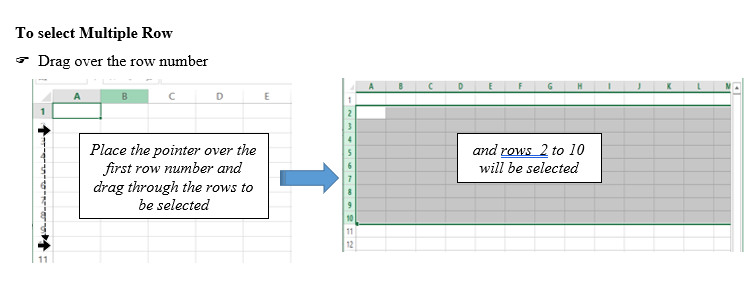 To select Multiple Row
☞ Drag over the row number
A B C D E
1
Place the pointer over the
first row number and
drag through the rows to
be selected
11
A B C D E F G H I J K L M
1
2
3
4
5
6
7
8
9
10
11
12
and rows 2 to 10
will be selected